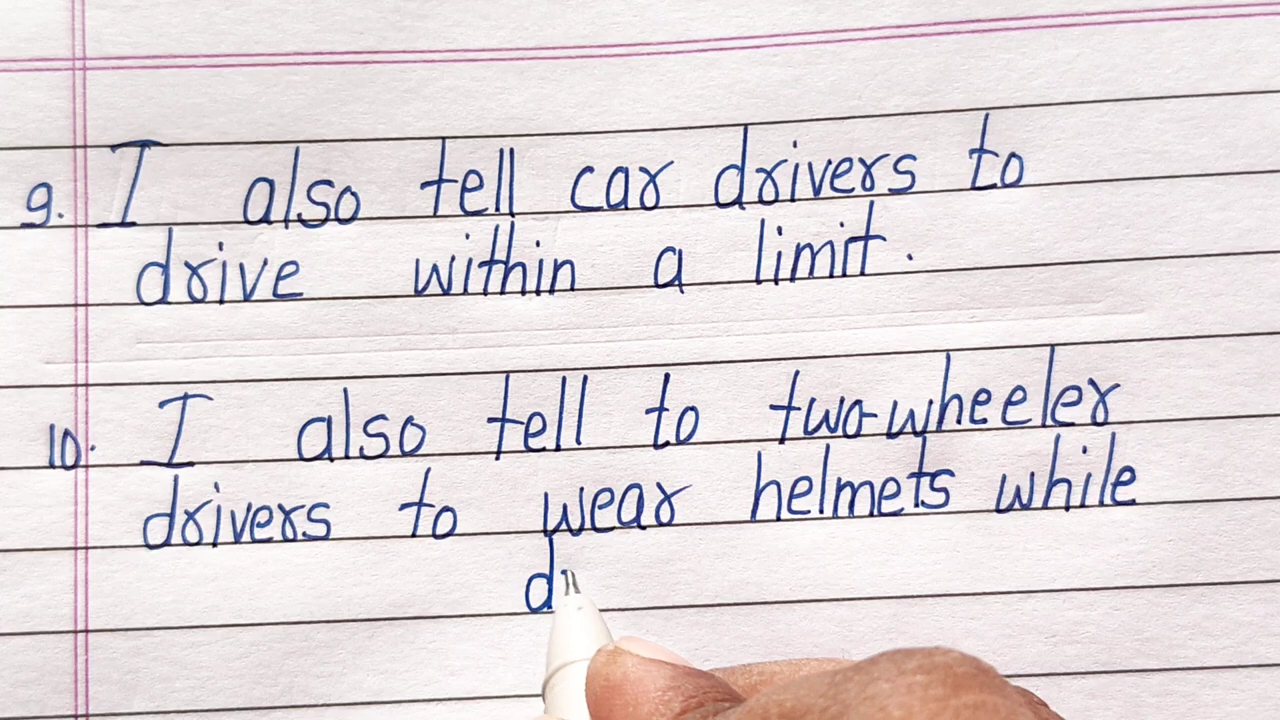 9. I also tell car drivers to
drive within a limit.
10. I also tell to two-wheeler
drivers to wear helmets while